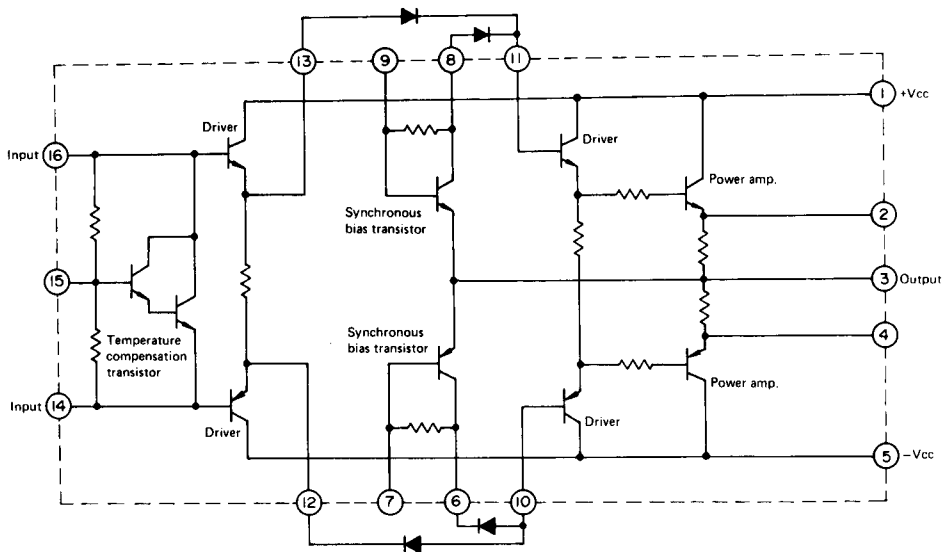 13
9
8
11
1
+Vcc
Driver
Driver
Input
16
Power amp.
Synchronous
bias transistor
2
15
3
Output
Synchronous
bias transistor
Temperature
compensation
transistor
4
Power amp.
Input
14
Driver
Driver
5
−Vcc
12
7
6
10